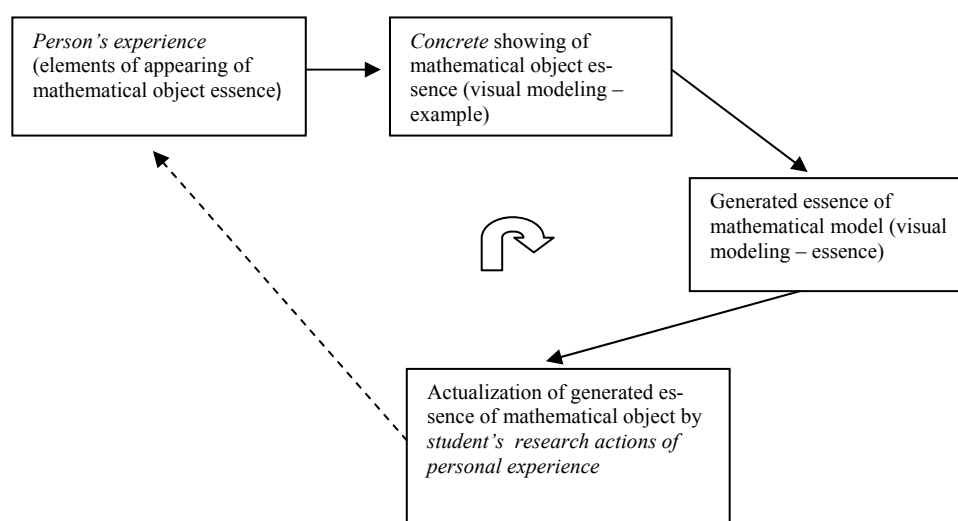 Person's experience
(elements of appearing of
mathematical object essence)
Concrete showing of
mathematical object es-
sence (visual modeling –
example)
Generated essence of
mathematical model (visual
modeling – essence)
Actualization of generated es-
sence of mathematical object by
student's research actions of
personal experience